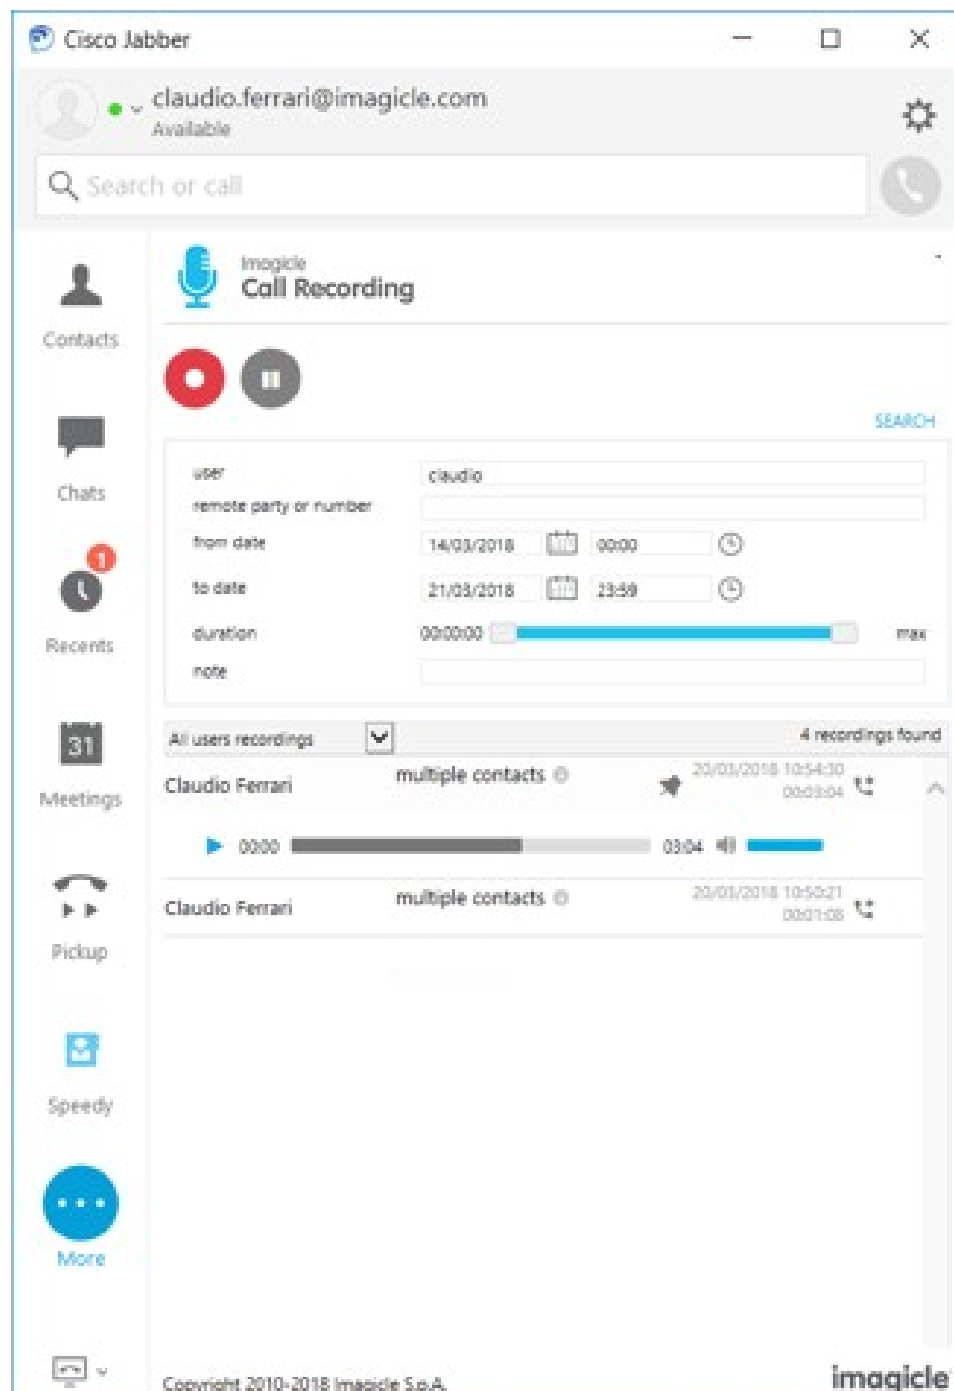 Cisco Jabber
claudio.ferrari@imagicle.com
Available
Search or call
Imagicle
Call Recording
Contacts
SEARCH
user claudio
Chats
remote party or number
from date 14/03/2018 00:00
1
to date 21/03/2018 23:59
duration 00:00:00 max
Recents
note
31
All users recordings 4 recordings found
Claudio Ferrari multiple contacts 20/03/2018 10:54:30
00:03:04
Meetings
00:00 03:04
Claudio Ferrari multiple contacts 20/03/2018 10:50:21
00:01:08
Pickup
Speedy
More
Copyright 2010-2018 Imagicle S.p.A.
imagicle